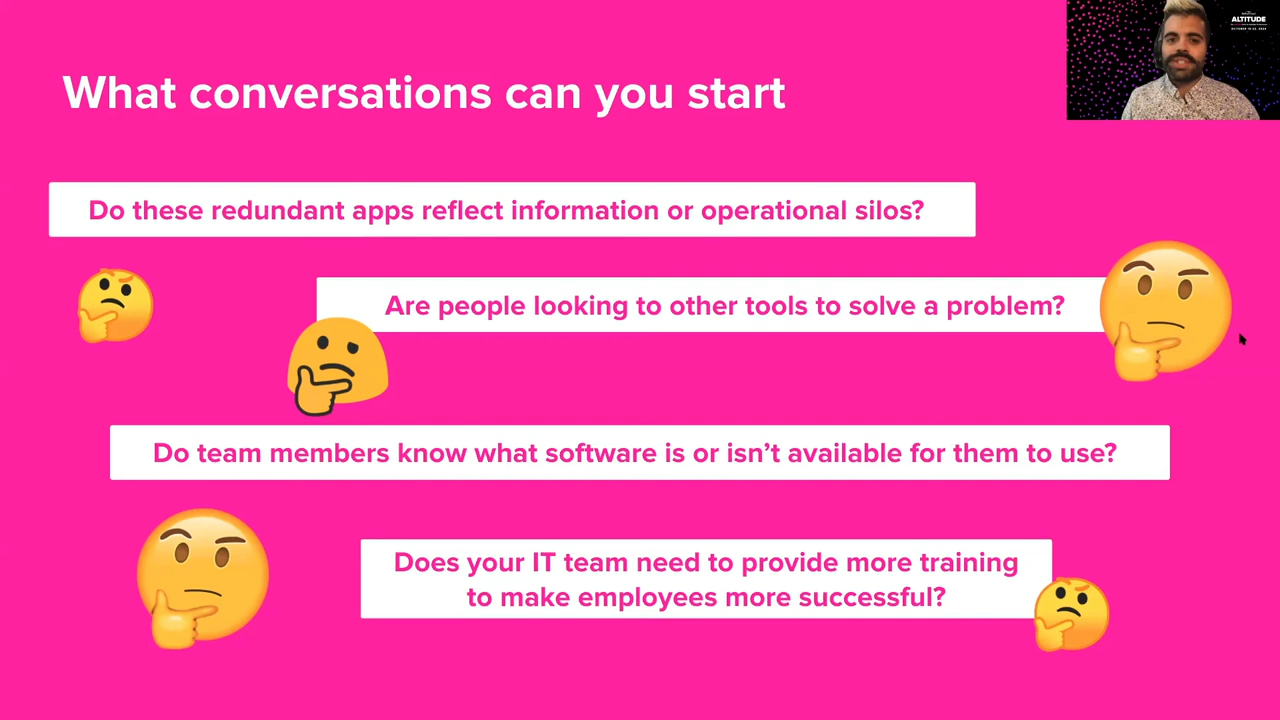 ALTITUDE
What conversations can you start
Do these redundant apps reflect information or operational silos?
Are people looking to other tools to solve a problem?
Do team members know what software is or isn’t available for them to use?
Does your IT team need to provide more training
to make employees more successful?